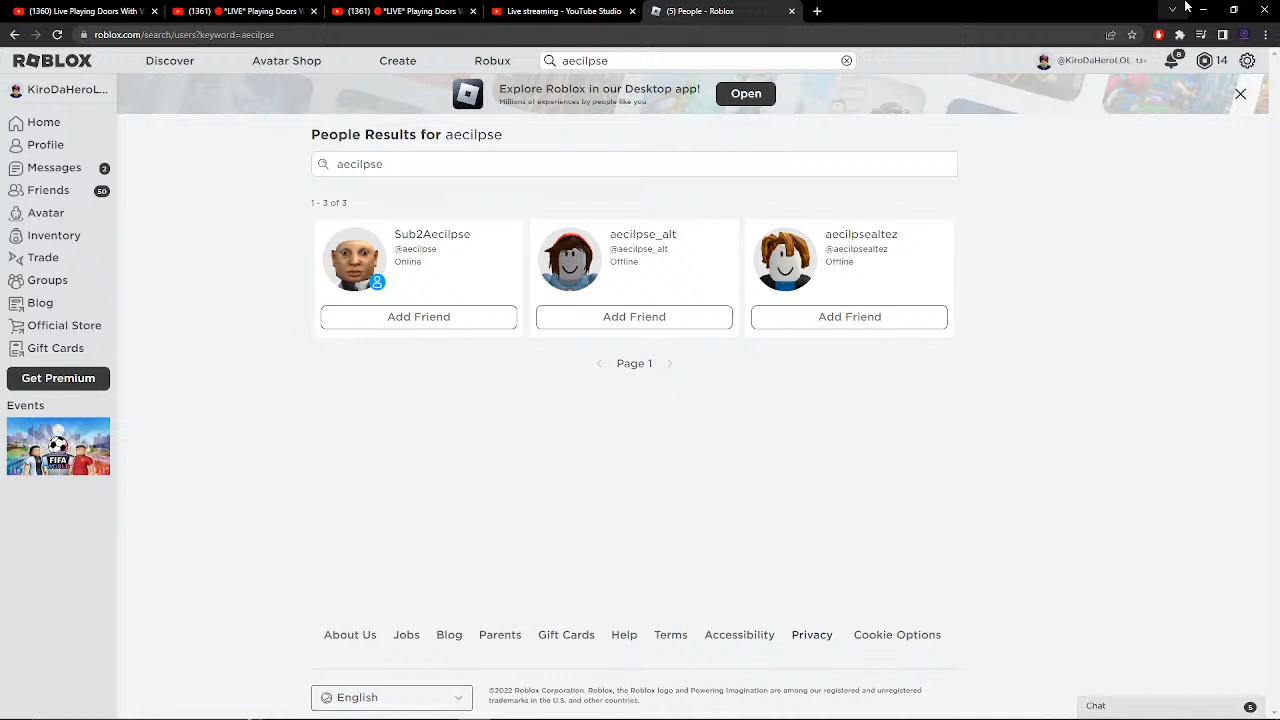 (1360) Live Playing Doors With V
(1361) 🔴*LIVE* Playing Doors W
(1361) 🔴*LIVE* Playing Doors W
Live streaming - YouTube Studio
(5) People - Roblox
roblox.com/search/users?keyword=aecilpse
ROBLOX
Discover
Avatar Shop
Create
Robux
aecilpse
@KiroDaHeroLOL 13+
8
14
KiroDaHeroL...
Explore Roblox in our Desktop app!
Millions of experiences by people like you
Open
Home
Profile
Messages
2
Friends
50
Avatar
Inventory
Trade
Groups
Blog
Official Store
Gift Cards
Get Premium
Events
FIFA
People Results for aecilpse
aecilpse
1 - 3 of 3
Sub2Aecilpse
@aecilpse
Online
Add Friend
aecilpse_alt
@aecilpse_alt
Offline
Add Friend
aecilpsealtez
@aecilpsealtez
Offline
Add Friend
Page 1
About Us
Jobs
Blog
Parents
Gift Cards
Help
Terms
Accessibility
Privacy
Cookie Options
English
©2022 Roblox Corporation. Roblox, the Roblox logo and Powering Imagination are among our registered and unregistered
trademarks in the U.S. and other countries.
Chat
5